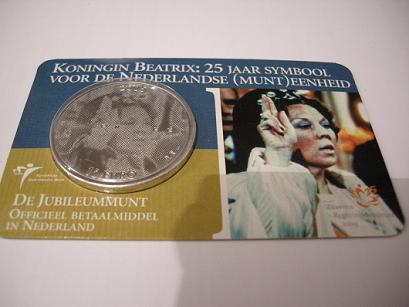 KONINGIN BEATRIX: 25 JAAR SYMBOOL
VOOR DE NEDERLANDSE (MUNT)EENHEID
DE JUBILEUMMUNT
OFFICIEEL BETAALMIDDEL
IN NEDERLAND